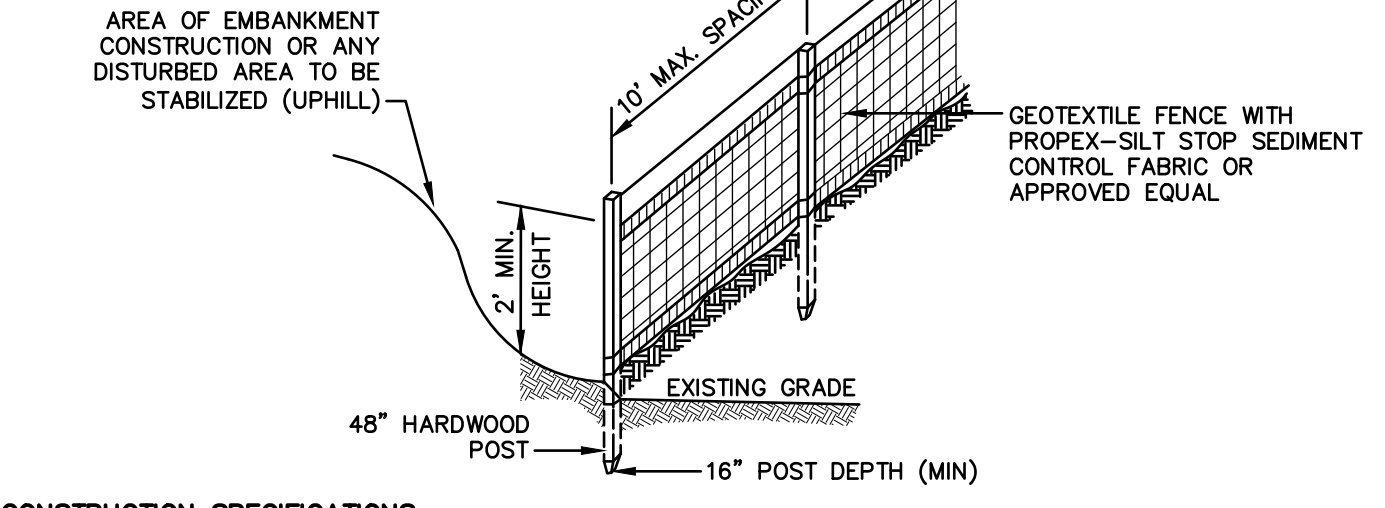 AREA OF EMBANKMENT
CONSTRUCTION OR ANY
DISTURBED AREA TO BE
STABILIZED (UPHILL)
10' MAX.
GEOTEXTILE FENCE WITH
PROPEX-SILT STOP SEDIMENT
CONTROL FABRIC OR
APPROVED EQUAL
2' MIN.
HEIGHT
EXISTING GRADE
48" HARDWOOD
POST
16" POST DEPTH (MIN)
CONSTRUCTION SPECIFICATIONS